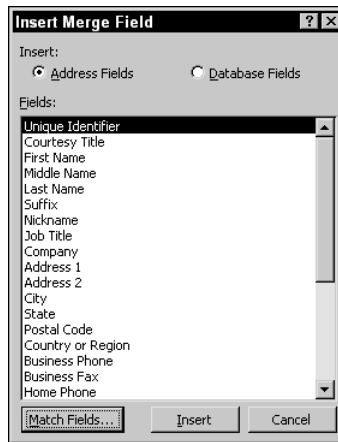 Insert Merge Field
Insert:
Address Fields Database Fields
Fields:
Unique Identifier
Courtesy Title
First Name
Middle Name
Last Name
Suffix
Nickname
Job Title
Company
Address 1
Address 2
City
State
Postal Code
Country or Region
Business Phone
Business Fax
Home Phone
Match Fields... Insert Cancel